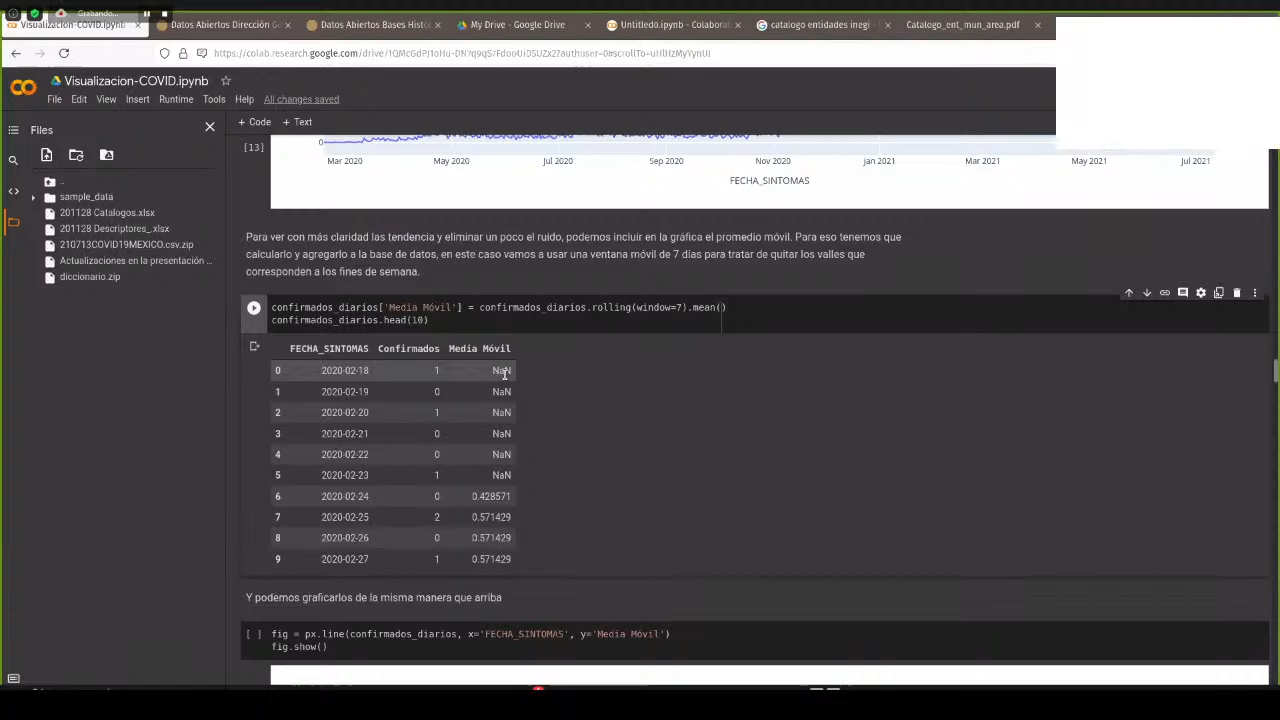 Grabando...
Visualizacion-COVID.ipynb
Datos Abiertos Dirección G
Datos Abiertos Bases Histó
My Drive - Google Drive
Untitled0.ipynb - Colabora
catalogo entidades inegi
Catalogo_ent_mun_area.pdf
Visualizacion-COVID.ipynb
File Edit View Insert Runtime Tools Help All changes saved
Files
+ Code + Text
..
sample_data
201128 Catalogos.xlsx
201128 Descriptores_.xlsx
210713COVID19MEXICO.csv.zip
Actualizaciones en la presentación ...
diccionario.zip
[13]
0
Mar 2020 May 2020 Jul 2020 Sep 2020 Nov 2020 Jan 2021 Mar 2021 May 2021 Jul 2021
FECHA_SINTOMAS
Para ver con más claridad las tendencia y eliminar un poco el ruido, podemos incluir en la gráfica el promedio móvil. Para eso tenemos que
calcularlo y agregarlo a la base de datos, en este caso vamos a usar una ventana móvil de 7 días para tratar de quitar los valles que
corresponden a los fines de semana.
confirmados_diarios['Media Móvil'] = confirmados_diarios.rolling(window=7).mean()
confirmados_diarios.head(10)
FECHA_SINTOMAS Confirmados Media Móvil
0 2020-02-18 1 NaN
1 2020-02-19 0 NaN
2 2020-02-20 1 NaN
3 2020-02-21 0 NaN
4 2020-02-22 0 NaN
5 2020-02-23 1 NaN
6 2020-02-24 0 0.428571
7 2020-02-25 2 0.571429
8 2020-02-26 0 0.571429
9 2020-02-27 1 0.571429
Y podemos graficarlos de la misma manera que arriba
[ ] fig = px.line(confirmados_diarios, x='FECHA_SINTOMAS', y='Media Móvil')
fig.show()